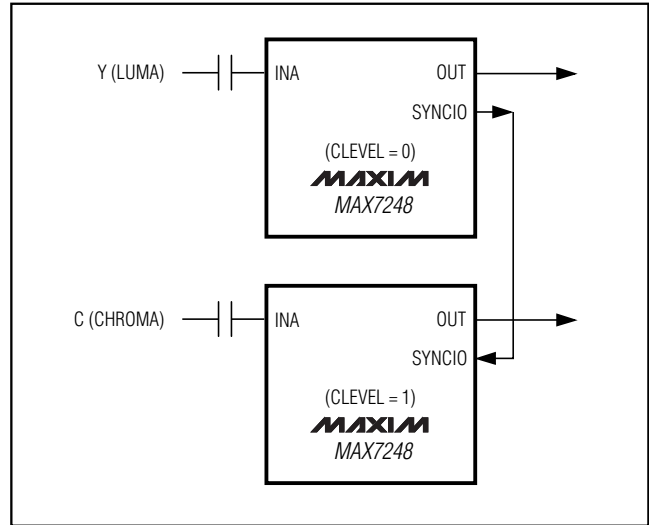 Y (LUMA)
INA
OUT
SYNCIO
(CLEVEL = 0)
MAXIM
MAX7248
C (CHROMA)
INA
OUT
SYNCIO
(CLEVEL = 1)
MAXIM
MAX7248